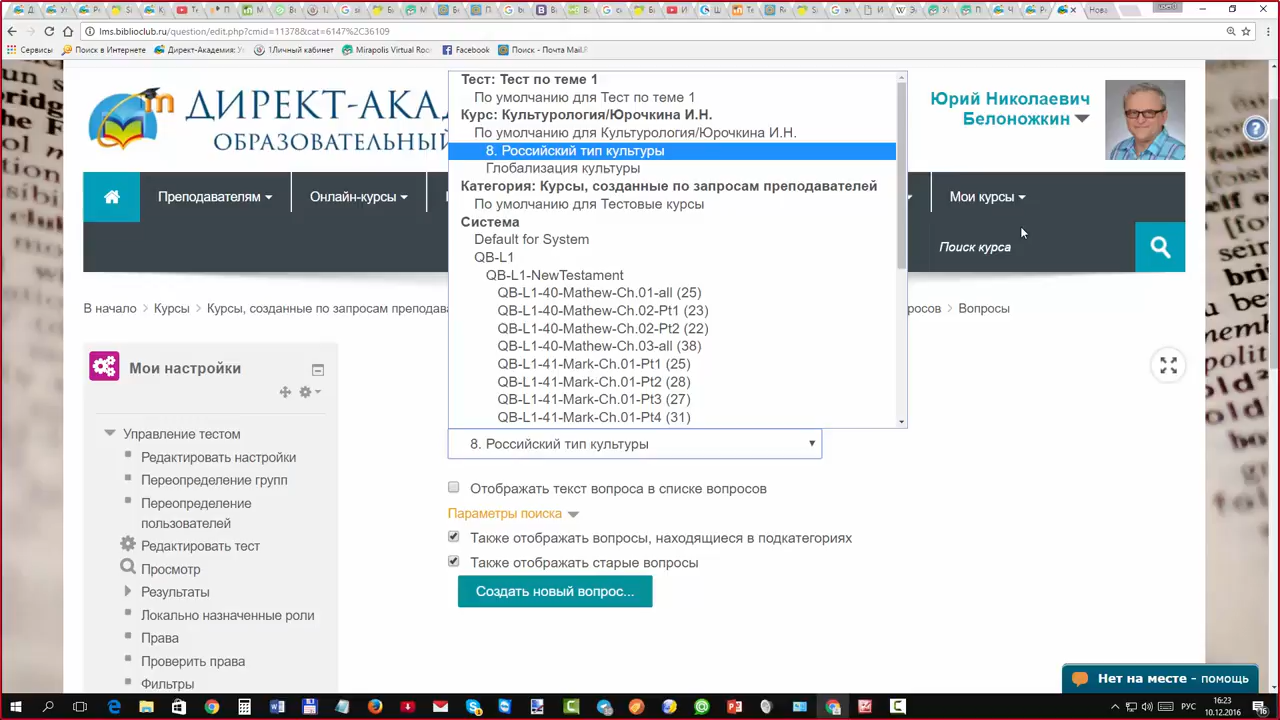 lms.biblioclub.ru/question/edit.php?cmid=11378&cat=6147%2C36109
Сервисы
Поиск в Интернете
Директ-Академия:
1Личный кабинет
Mirapolis Virtual Roo
Facebook
Поиск - Почта Mail.R
ДИРЕКТ-АКА
ОБРАЗОВАТЕЛЬНЫЙ
Юрий Николаевич
Белоножкин
Преподавателям
Онлайн-курсы
Мои курсы
Поиск курса
В начало
Курсы
Курсы, созданные по запросам преподава
росов
Вопросы
Тест: Тест по теме 1
По умолчанию для Тест по теме 1
Курс: Культурология/Юрочкина И.Н.
По умолчанию для Культурология/Юрочкина И.Н.
8. Российский тип культуры
Глобализация культуры
Категория: Курсы, созданные по запросам преподавателей
По умолчанию для Тестовые курсы
Система
Default for System
QB-L1
QB-L1-NewTestament
QB-L1-40-Mathew-Ch.01-all (25)
QB-L1-40-Mathew-Ch.02-Pt1 (23)
QB-L1-40-Mathew-Ch.02-Pt2 (22)
QB-L1-40-Mathew-Ch.03-all (38)
QB-L1-41-Mark-Ch.01-Pt1 (25)
QB-L1-41-Mark-Ch.01-Pt2 (28)
QB-L1-41-Mark-Ch.01-Pt3 (27)
QB-L1-41-Mark-Ch.01-Pt4 (31)
8. Российский тип культуры
Отображать текст вопроса в списке вопросов
Параметры поиска
Также отображать вопросы, находящиеся в подкатегориях
Также отображать старые вопросы
Создать новый вопрос...
Мои настройки
Управление тестом
Редактировать настройки
Переопределение групп
Переопределение
пользователей
Редактировать тест
Просмотр
Результаты
Локально назначенные роли
Права
Проверить права
Фильтры
Нет на месте - помощь
РУС
16:23
10.12.2016